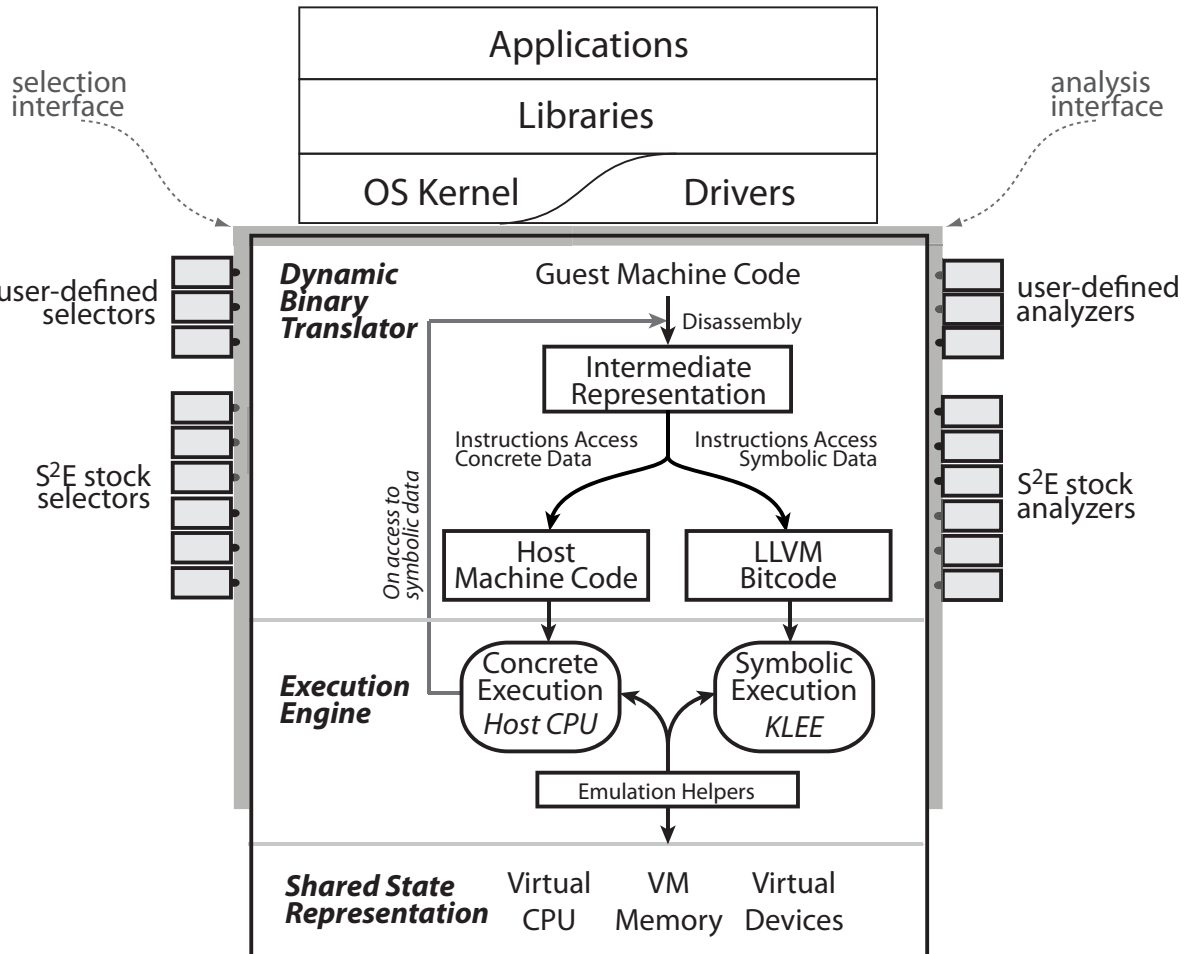 Applications
selection
interface
analysis
interface
Libraries
OS Kernel
Drivers
Dynamic
Binary
Translator
Guest Machine Code
user-defined
selectors
user-defined
analyzers
Disassembly
Intermediate
Representation
Instructions Access
Concrete Data
Instructions Access
Symbolic Data
S²E stock
selectors
On access to
symbolic data
S²E stock
analyzers
Host
Machine Code
LLVM
Bitcode
Execution
Engine
Concrete
Execution
Host CPU
Symbolic
Execution
KLEE
Emulation Helpers
Shared State
Representation
Virtual
CPU
VM
Memory
Virtual
Devices